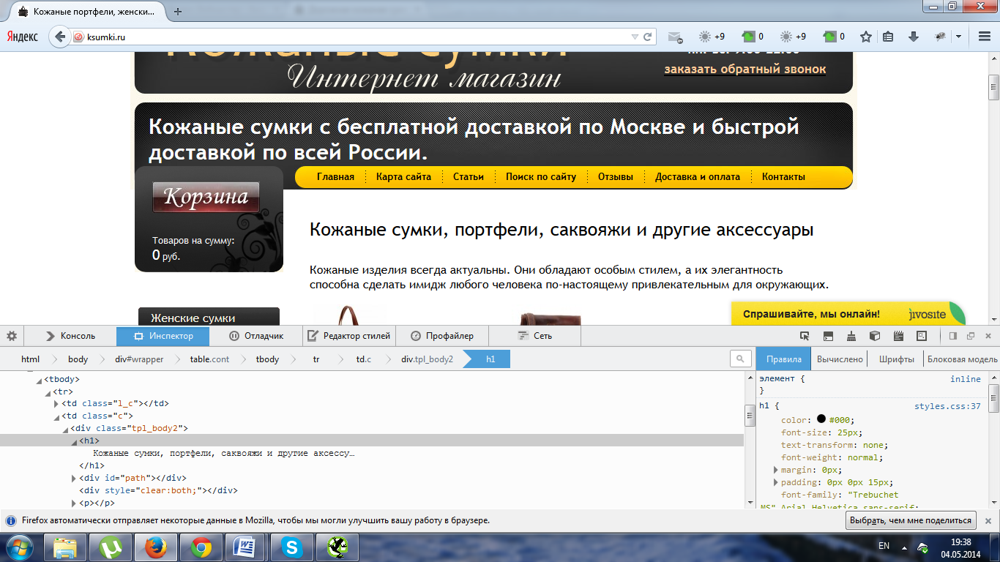 Кожаные портфели, женски...
Яндекс
ksumki.ru
+9
0
+9
0
Кожаные сумки
заказать обратный звонок
Интернет магазин
Кожаные сумки с бесплатной доставкой по Москве и быстрой
доставкой по всей России.
Главная Карта сайта Статьи Поиск по сайту Отзывы Доставка и оплата Контакты
Корзина
Товаров на сумму:
0 руб.
Кожаные сумки, портфели, саквояжи и другие аксессуары
Кожаные изделия всегда актуальны. Они обладают особым стилем, а их элегантность
способна сделать имидж любого человека по-настоящему привлекательным для окружающих.
Женские сумки
Спрашивайте, мы онлайн! jivosite
Консоль Инспектор Отладчик Редактор стилей Профайлер Сеть
html body div#wrapper table.cont tbody tr td.c div.tpl_body2 h1
Правила Вычислено Шрифты Блоковая модель
<tbody>
<tr>
<td class="l_c"></td>
<td class="c">
<div class="tpl_body2">
<h1>
Кожаные сумки, портфели, саквояжи и другие аксессу…
</h1>
<div id="path"></div>
<div style="clear:both;"></div>
<p></p>
элемент { inline
}
h1 { styles.css:37
color: #000;
font-size: 25px;
text-transform: none;
font-weight: normal;
margin: 0px;
padding: 0px 0px 15px;
font-family: "Trebuchet
MS",Arial,Helvetica,sans-serif;
Firefox автоматически отправляет некоторые данные в Mozilla, чтобы мы могли улучшить вашу работу в браузере.
Выбрать, чем мне поделиться
EN
19:38
04.05.2014